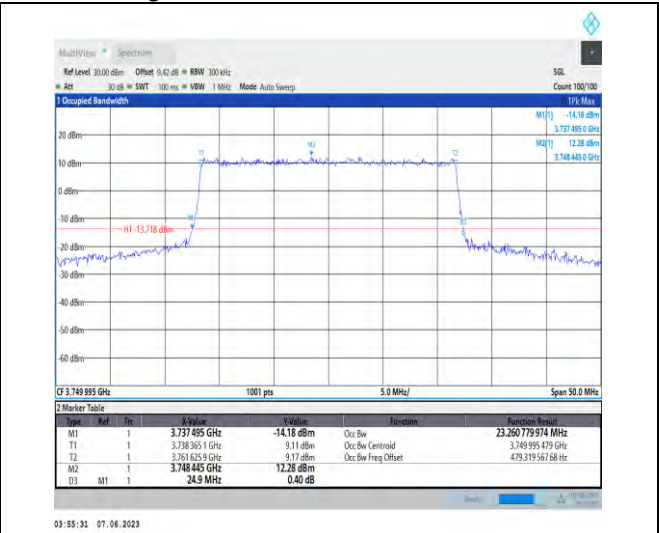 MultiView Spectrum
Ref Level 30.00 dBm Offset 9.42 dB RBW 300 kHz SGL
Att 30 dB SWT 100 ms VBW 1 MHz Mode Auto Sweep Count 100/100
1 Occupied Bandwidth 1Pk Max
M1[1] -14.18 dBm
3.737 495 0 GHz
M2[1] 12.28 dBm
3.748 445 0 GHz
20 dBm
T1 M2 T2
10 dBm
0 dBm
-10 dBm
H1 -13.718 dBm
-20 dBm
-30 dBm
-40 dBm
-50 dBm
-60 dBm
CF 3.749 995 GHz 1001 pts 5.0 MHz/ Span 50.0 MHz
2 Marker Table
Type Ref Trc X-Value Y-Value Function Function Result
M1 1 3.737 495 GHz -14.18 dBm Occ Bw 23.260 779 974 MHz
T1 1 3.738 365 1 GHz 9.11 dBm Occ Bw Centroid 3.749 995 479 GHz
T2 1 3.761 625 9 GHz 9.17 dBm Occ Bw Freq Offset 479.319 567 68 Hz
M2 1 3.748 445 GHz 12.28 dBm
D3 M1 1 24.9 MHz 0.40 dB
03:55:31 07.06.2023